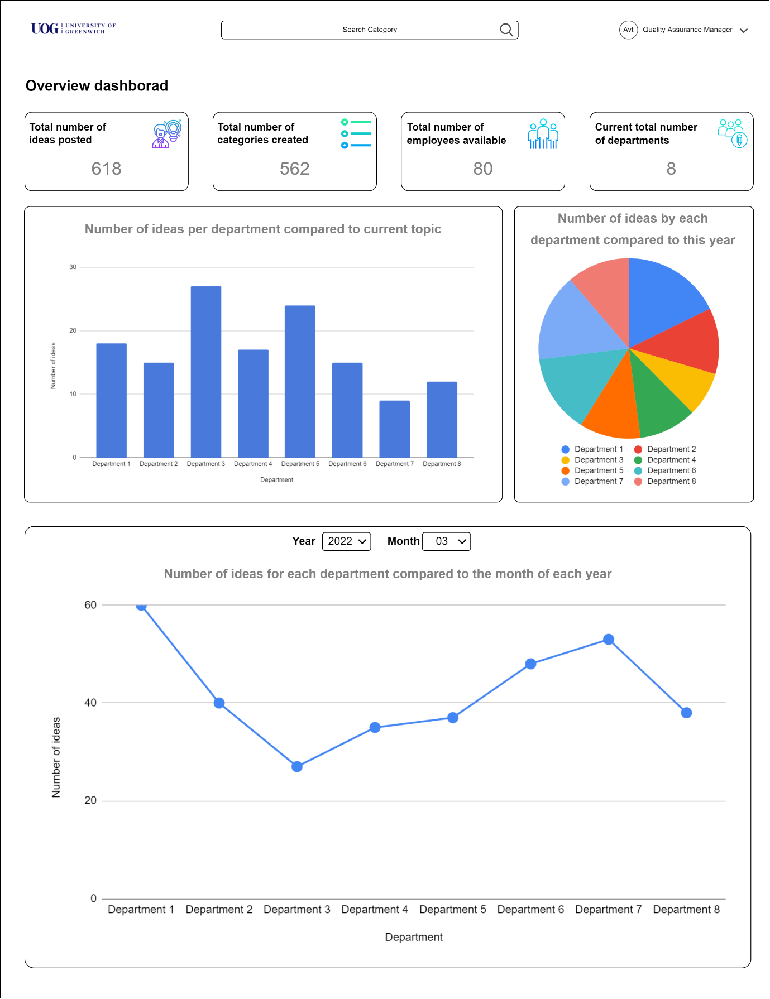 UOG UNIVERSITY OF
GREENWICH
Search Category
Avt Quality Assurance Manager
Overview dashborad
Total number of
ideas posted
618
Total number of
categories created
562
Total number of
employees available
80
Current total number
of departments
8
Number of ideas per department compared to current topic
30
20
10
0
Number of ideas
Department 1 Department 2 Department 3 Department 4 Department 5 Department 6 Department 7 Department 8
Department
Number of ideas by each
department compared to this year
Department 1 Department 2
Department 3 Department 4
Department 5 Department 6
Department 7 Department 8
Year 2022 Month 03
Number of ideas for each department compared to the month of each year
60
40
20
0
Number of ideas
Department 1 Department 2 Department 3 Department 4 Department 5 Department 6 Department 7 Department 8
Department